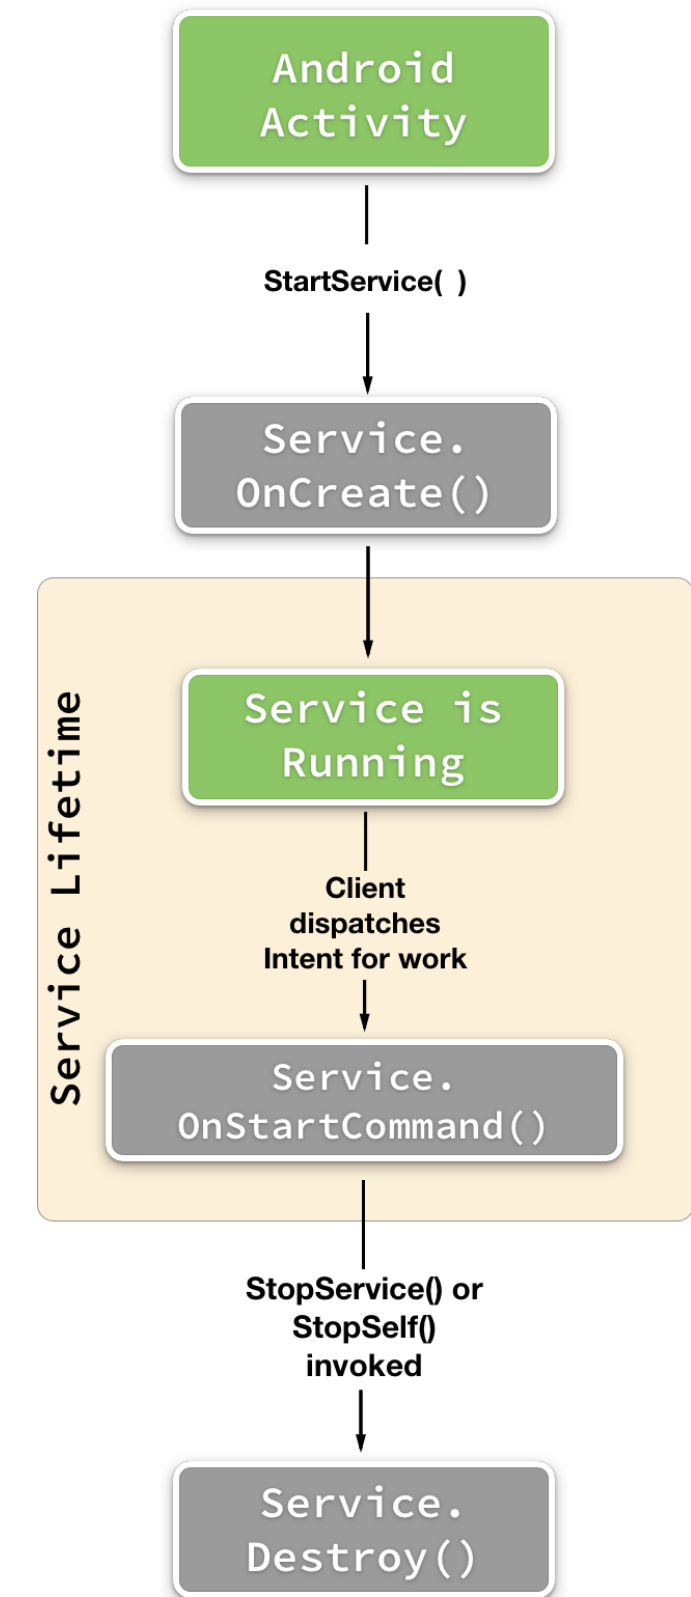 Android
Activity
StartService( )
Service.
OnCreate()
Service Lifetime
Service is
Running
Client
dispatches
Intent for work
Service.
OnStartCommand()
StopService() or
StopSelf()
invoked
Service.
Destroy()